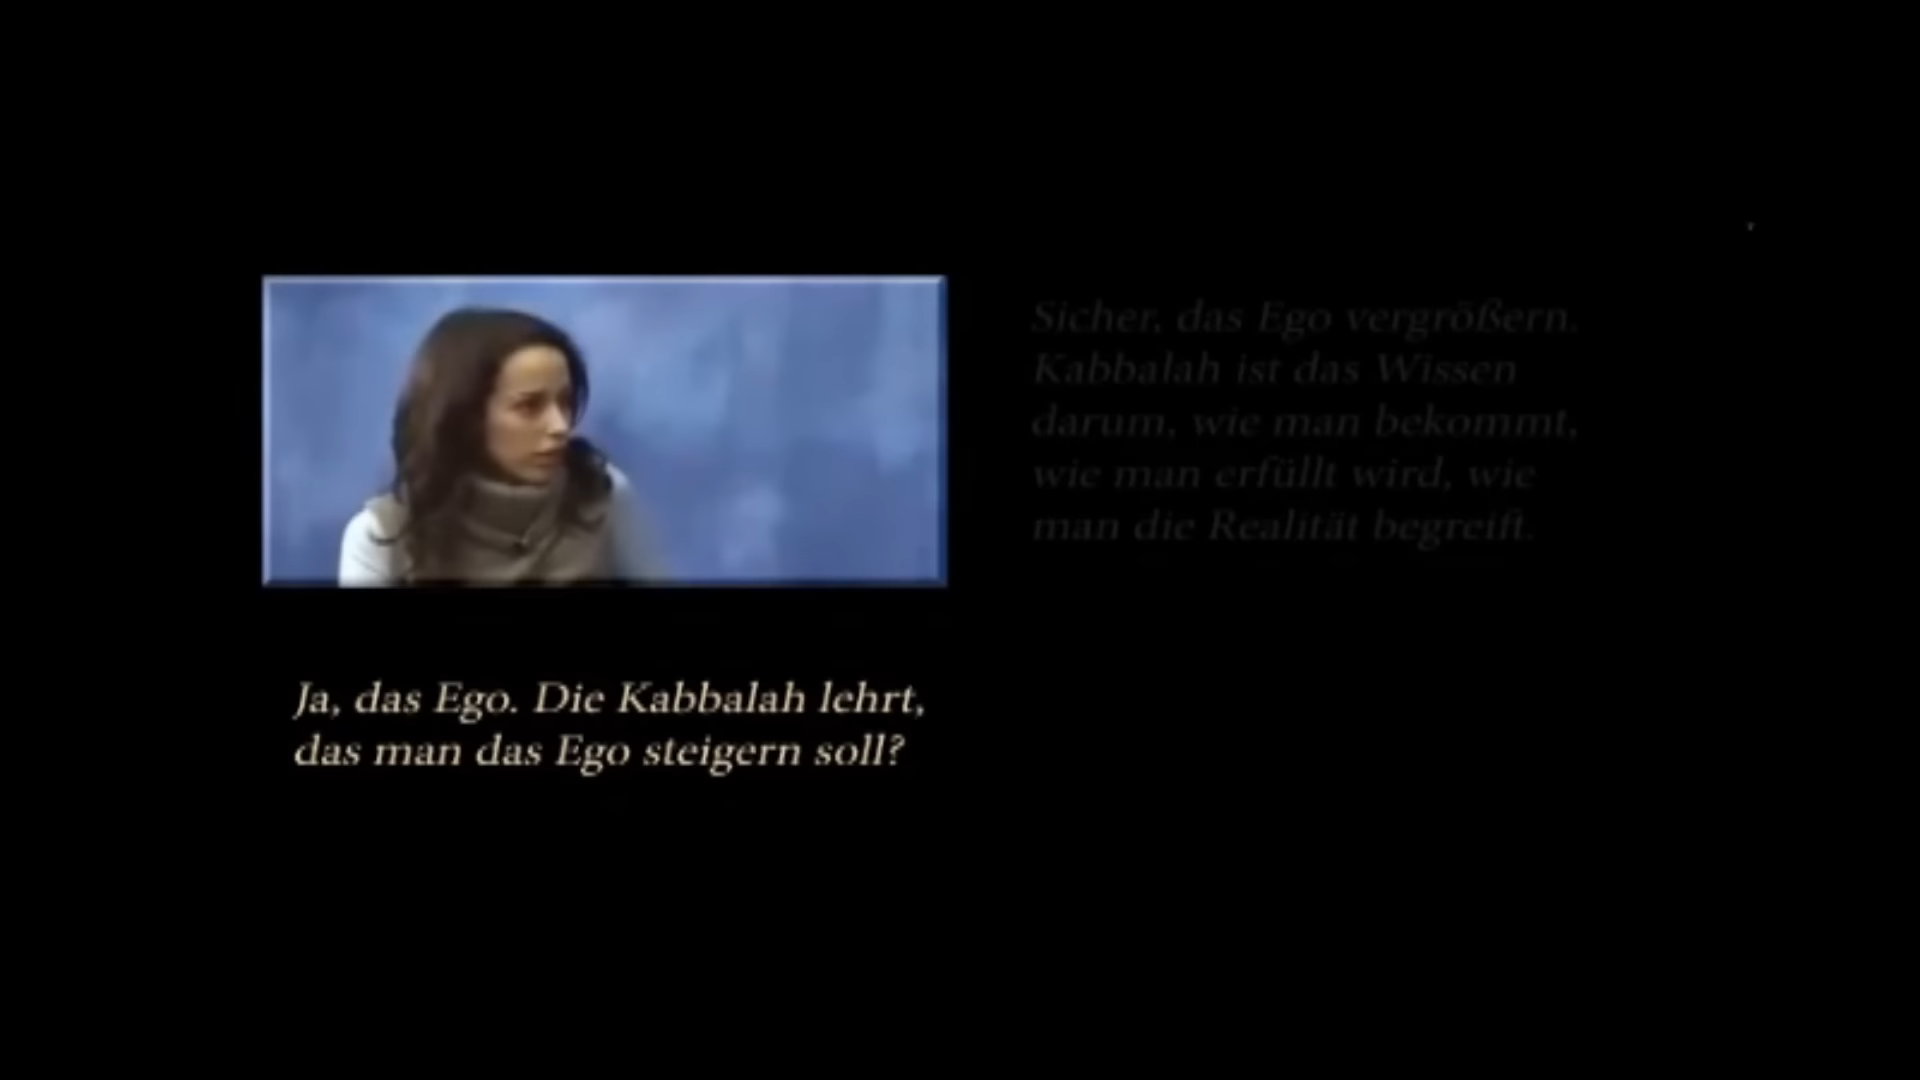 Ja, das Ego. Die Kabbalah lehrt,
das man das Ego steigern soll?
Sicher, das Ego vergrößern.
Kabbalah ist das Wissen
darum, wie man bekommt,
wie man erfüllt wird, wie
man die Realität begreift.